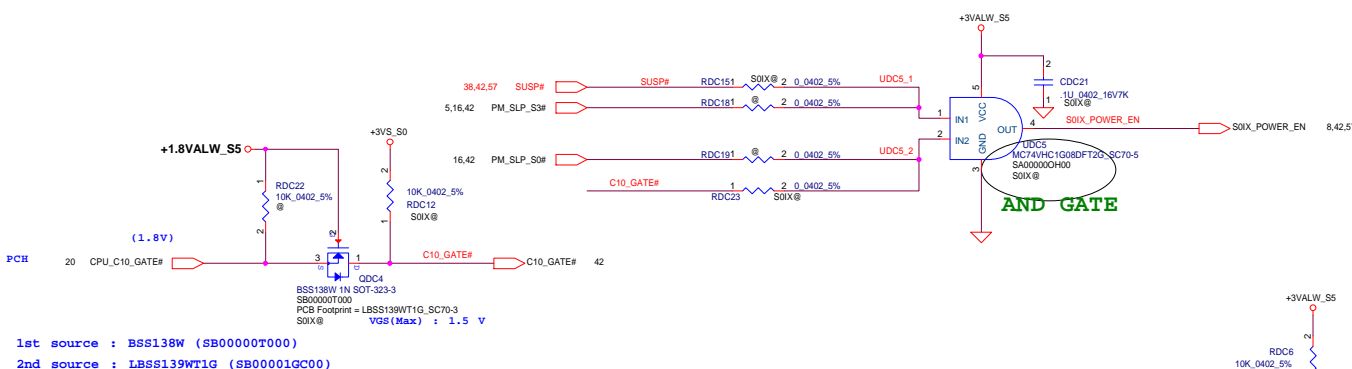 +3VALW_S5
38,42,57 SUSP# SUSP# RDC151 S0IX@ 2 0_0402_5% UDC5_1
5 VCC
2 CDC21
.1U_0402_16V7K
1 S0IX@
5,16,42 PM_SLP_S3# RDC181 @ 2 0_0402_5%
1 IN1
2 IN2
GND
3
OUT 4 S0IX_POWER_EN S0IX_POWER_EN 8,42,57
UDC5
MC74VHC1G08DFT2G_SC70-5
SA00000OH00
S0IX@
AND GATE
16,42 PM_SLP_S0# RDC191 @ 2 0_0402_5% UDC5_2
C10_GATE# 1 2 0_0402_5%
RDC23 S0IX@
+1.8VALW_S5
+3VS_S0
1
RDC22
10K_0402_5%
@
2
2
10K_0402_5%
RDC12
S0IX@
1
(1.8V)
PCH 20 CPU_C10_GATE# 3 S G 2 1 D C10_GATE# C10_GATE# 42
QDC4
BSS138W 1N SOT-323-3
SB00000T000
PCB Footprint = LBSS139WT1G_SC70-3
S0IX@ VGS(Max) : 1.5 V
1st source : BSS138W (SB00000T000)
2nd source : LBSS139WT1G (SB00001GC00)
+3VALW_S5
2
RDC6
10K_0402_5%